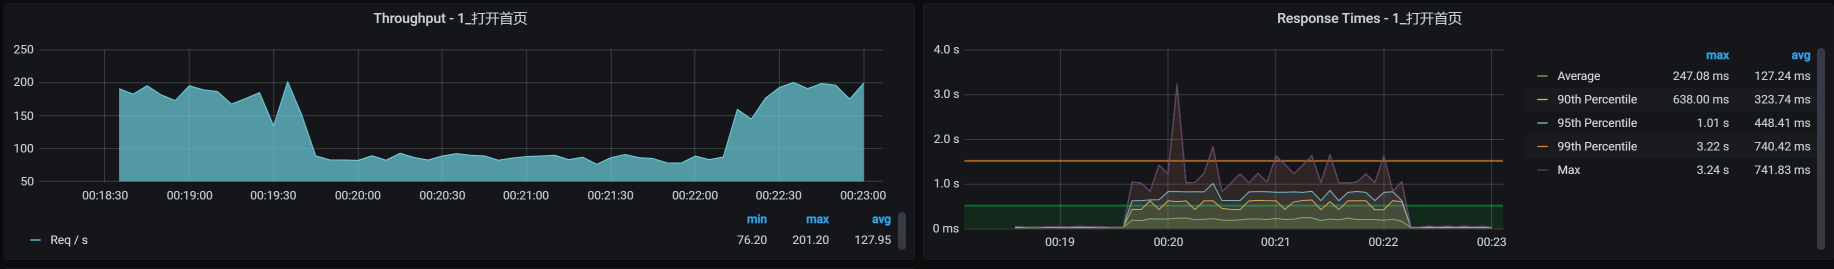 Throughput - 1_打开首页
250
200
150
100
50
00:18:30 00:19:00 00:19:30 00:20:00 00:20:30 00:21:00 00:21:30 00:22:00 00:22:30 00:23:00
min max avg
Req / s 76.20 201.20 127.95
Response Times - 1_打开首页
4.0 s
3.0 s
2.0 s
1.0 s
0 ms
00:19 00:20 00:21 00:22 00:23
max avg
Average 247.08 ms 127.24 ms
90th Percentile 638.00 ms 323.74 ms
95th Percentile 1.01 s 448.41 ms
99th Percentile 3.22 s 740.42 ms
Max 3.24 s 741.83 ms